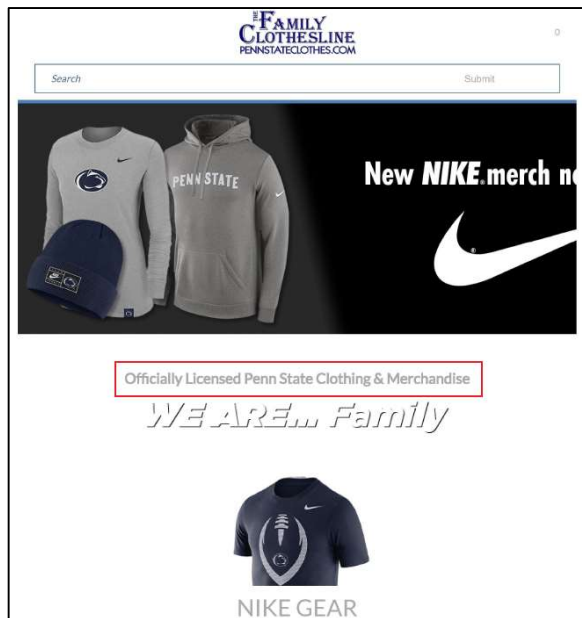 THE FAMILY
CLOTHESLINE
PENNSTATECLOTHES.COM
0
Search
Submit
PENN STATE
New NIKE merch n
Officially Licensed Penn State Clothing & Merchandise
WE ARE... Family
NIKE GEAR